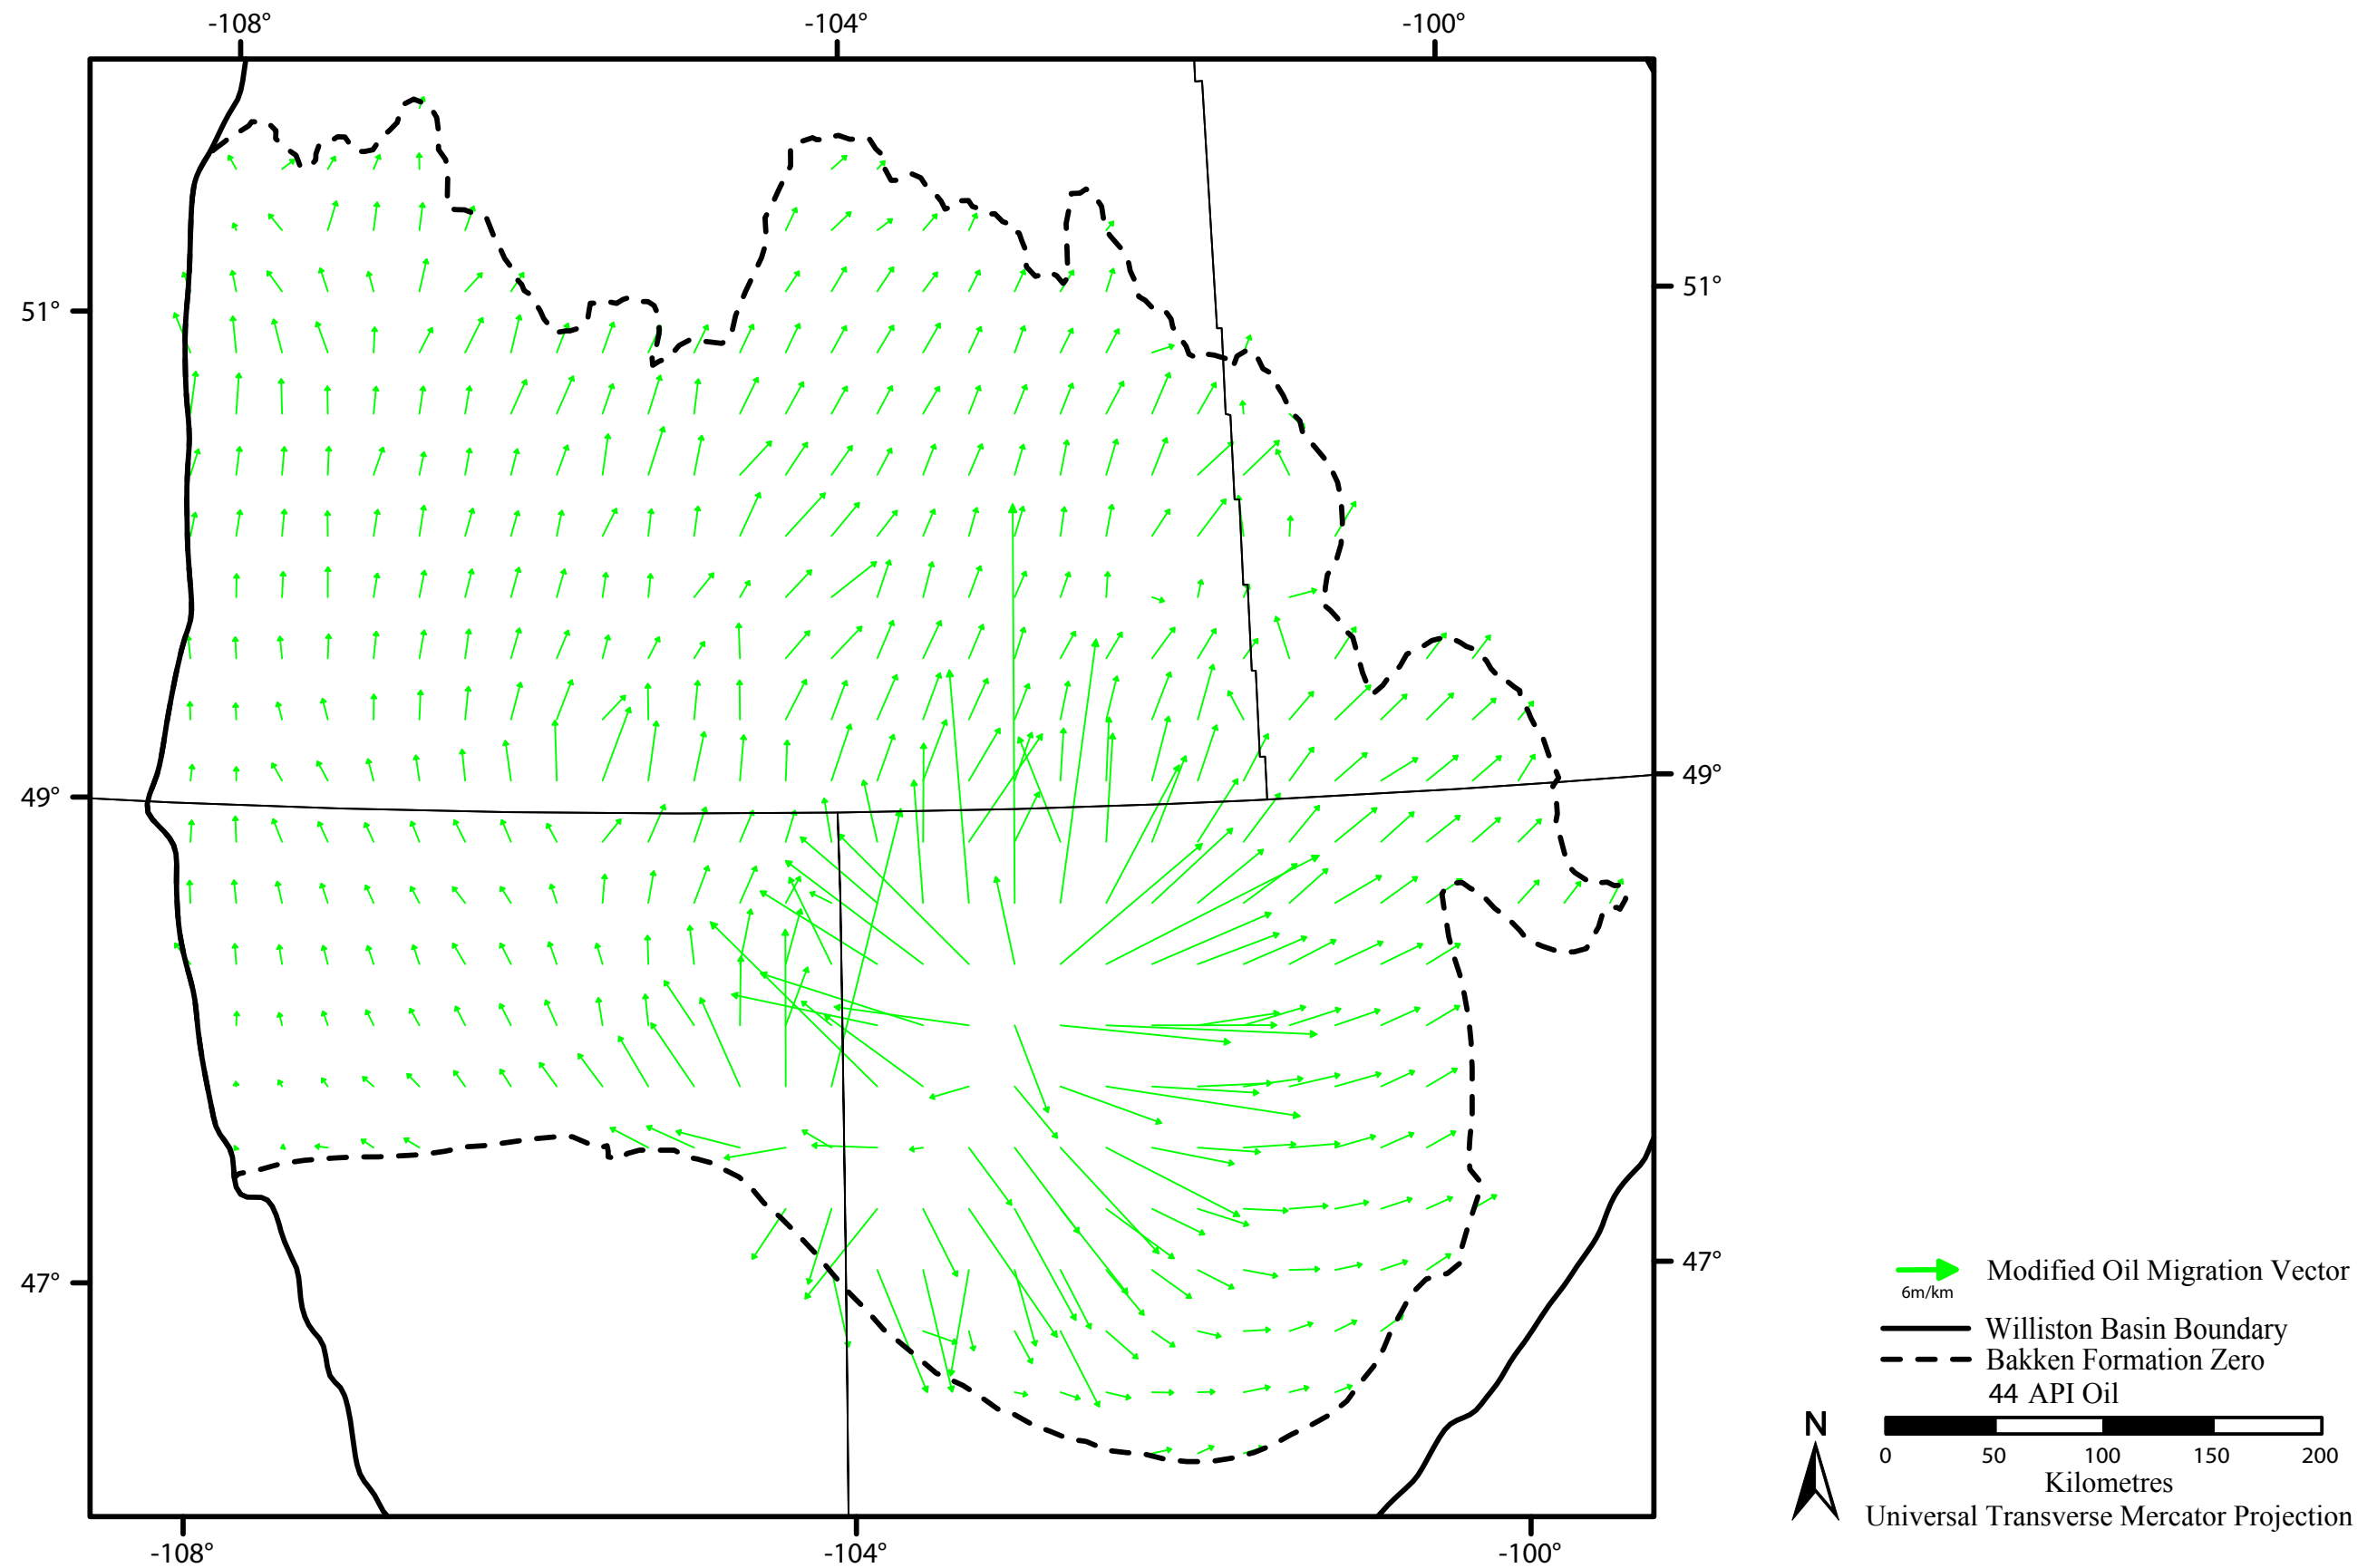 -108°
-104°
-100°
51°
51°
49°
49°
47°
47°
-108°
-104°
-100°
Modified Oil Migration Vector
6m/km
Williston Basin Boundary
Bakken Formation Zero
44 API Oil
N
0 50 100 150 200
Kilometres
Universal Transverse Mercator Projection